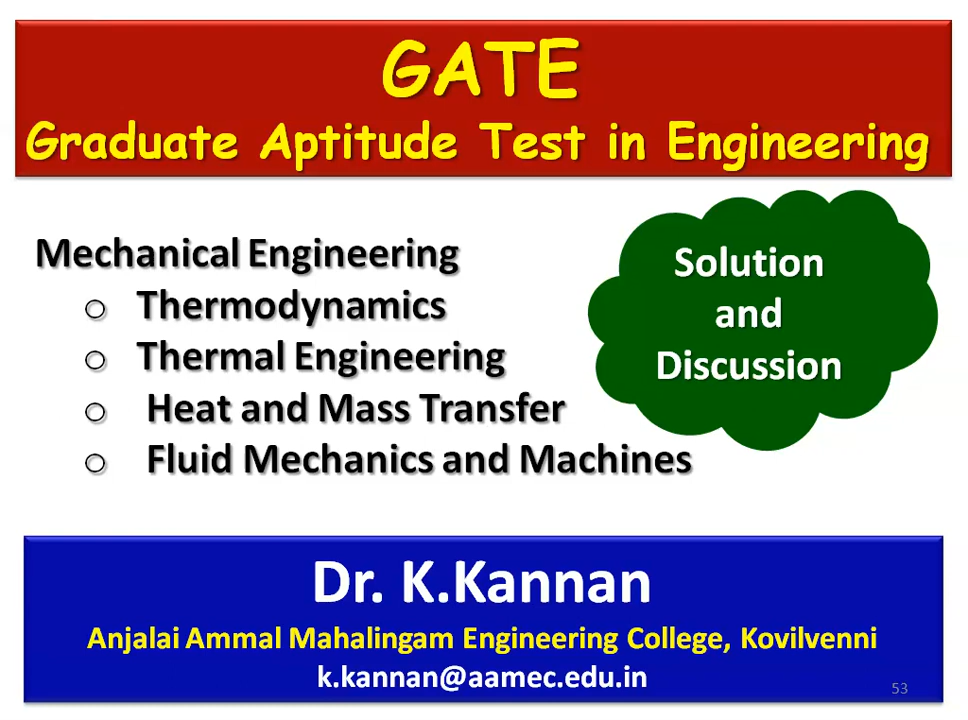 GATE
Graduate Aptitude Test in Engineering
Mechanical Engineering
o Thermodynamics
o Thermal Engineering
o Heat and Mass Transfer
o Fluid Mechanics and Machines
Solution
and
Discussion
Dr. K.Kannan
Anjalai Ammal Mahalingam Engineering College, Kovilvenni
k.kannan@aamec.edu.in
53